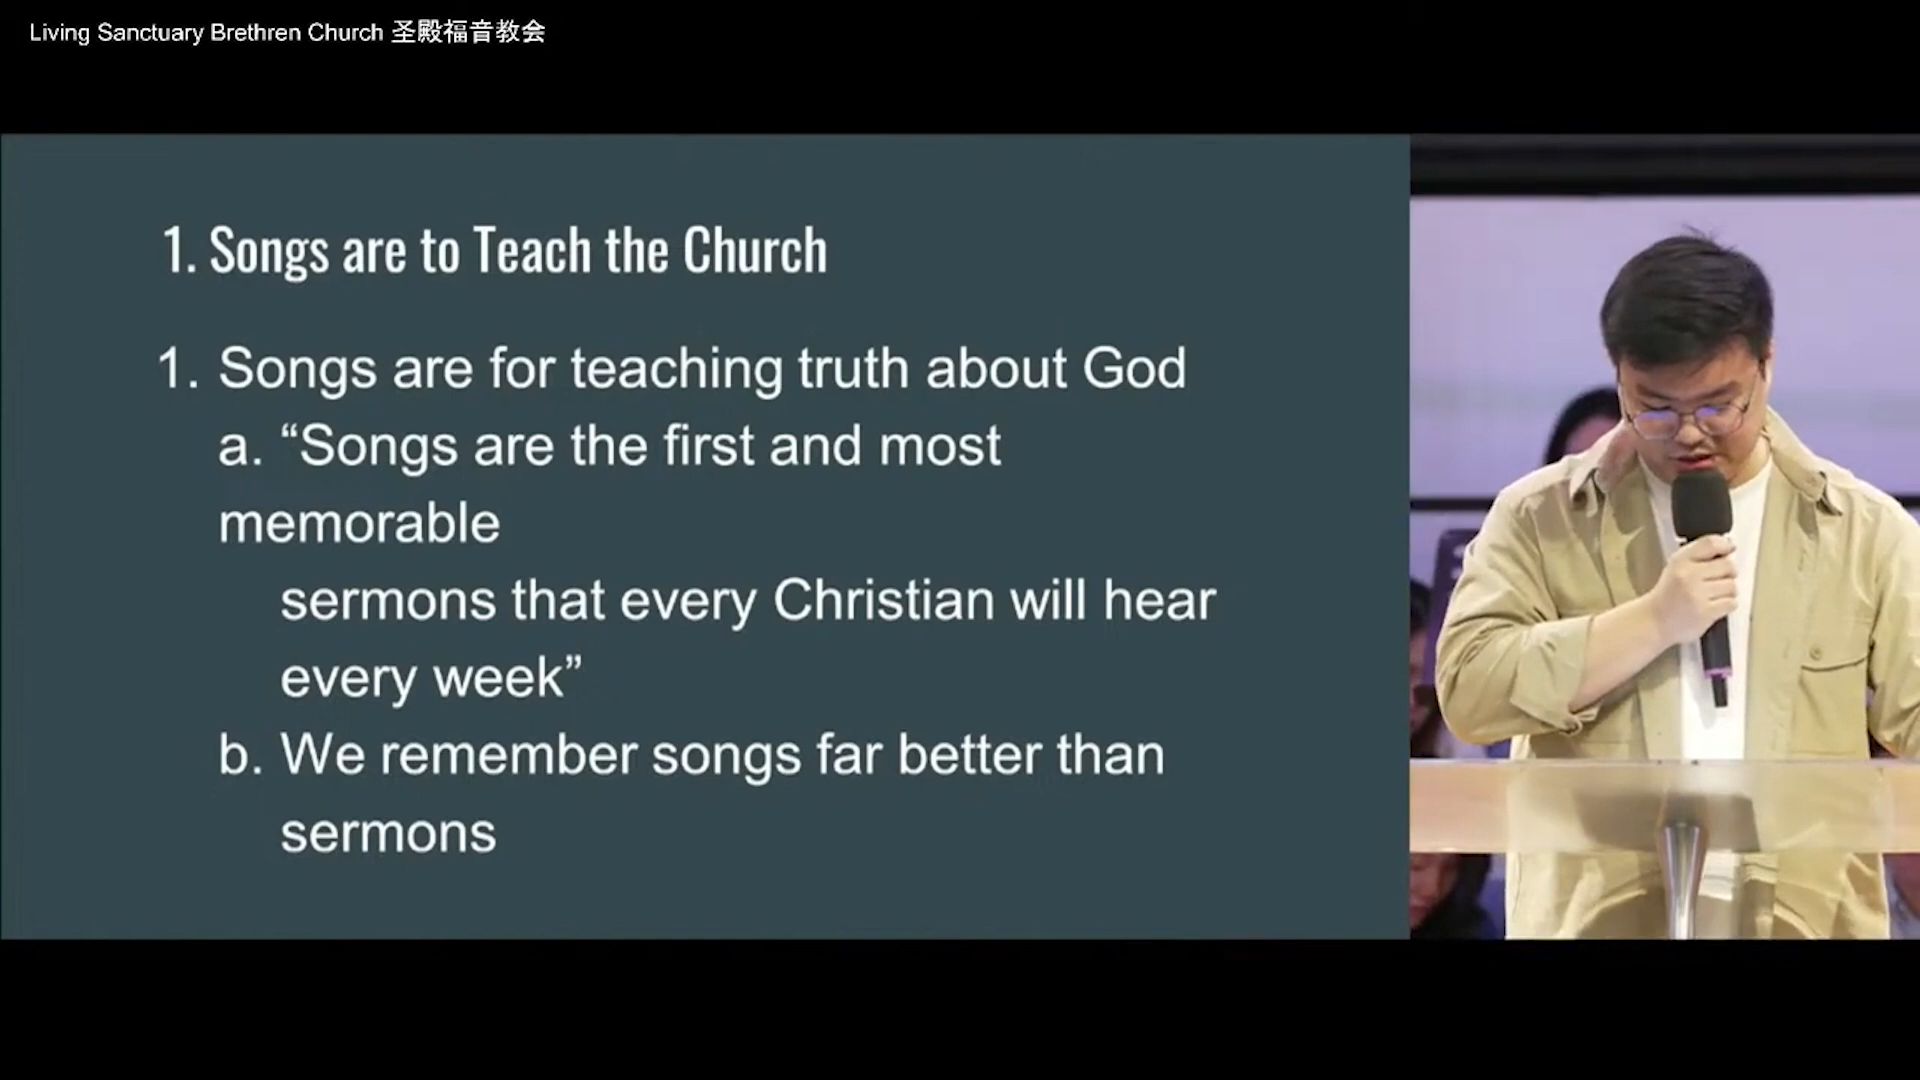 Living Sanctuary Brethren Church 圣殿福音教会
1. Songs are to Teach the Church
1. Songs are for teaching truth about God
a. “Songs are the first and most
memorable
sermons that every Christian will hear
every week”
b. We remember songs far better than
sermons